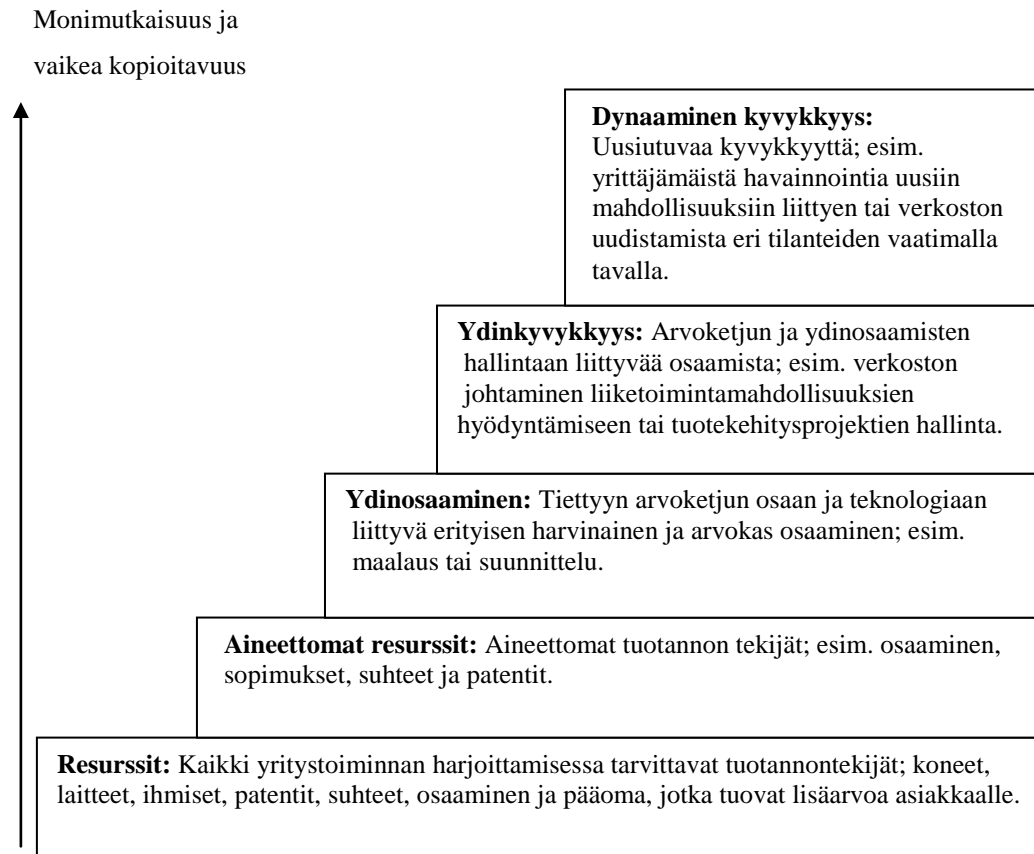 Monimutkaisuus ja
vaikea kopioitavuus
Dynaaminen kyvykkyys:
Uusiutuvaa kyvykkyyttä; esim.
yrittäjämäistä havainnointia uusiin
mahdollisuuksiin liittyen tai verkoston
uudistamista eri tilanteiden vaatimalla
tavalla.
Ydinkyvykkyys: Arvoketjun ja ydinosaamisten
hallintaan liittyvää osaamista; esim. verkoston
johtaminen liiketoimintamahdollisuuksien
hyödyntämiseen tai tuotekehitysprojektien hallinta.
Ydinosaaminen: Tiettyyn arvoketjun osaan ja teknologiaan
liittyvä erityisen harvinainen ja arvokas osaaminen; esim.
maalaus tai suunnittelu.
Aineettomat resurssit: Aineettomat tuotannon tekijät; esim. osaaminen,
sopimukset, suhteet ja patentit.
Resurssit: Kaikki yritystoiminnan harjoittamisessa tarvittavat tuotannontekijät; koneet,
laitteet, ihmiset, patentit, suhteet, osaaminen ja pääoma, jotka tuovat lisäarvoa asiakkaalle.